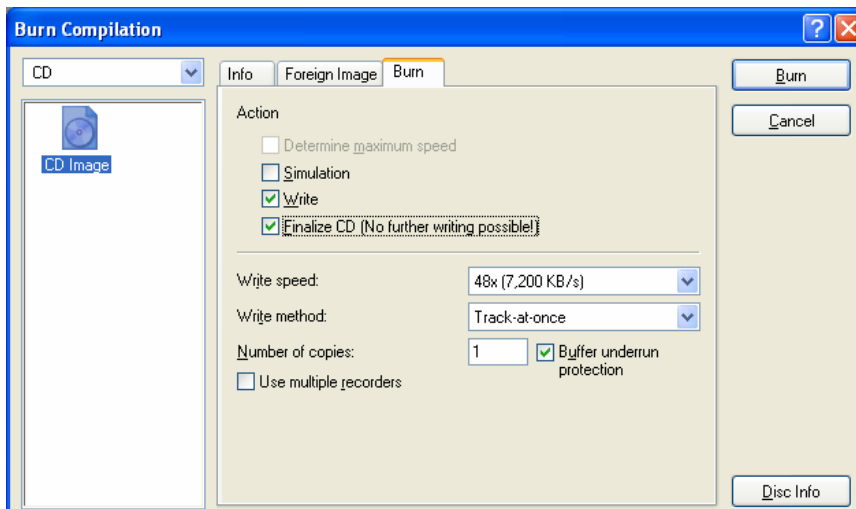 Burn Compilation
CD
CD Image
Info
Foreign Image
Burn
Action
Determine maximum speed
Simulation
Write
Finalize CD (No further writing possible!)
Write speed:
48x (7,200 KB/s)
Write method:
Track-at-once
Number of copies:
1
Buffer underrun
protection
Use multiple recorders
Burn
Cancel
Disc Info